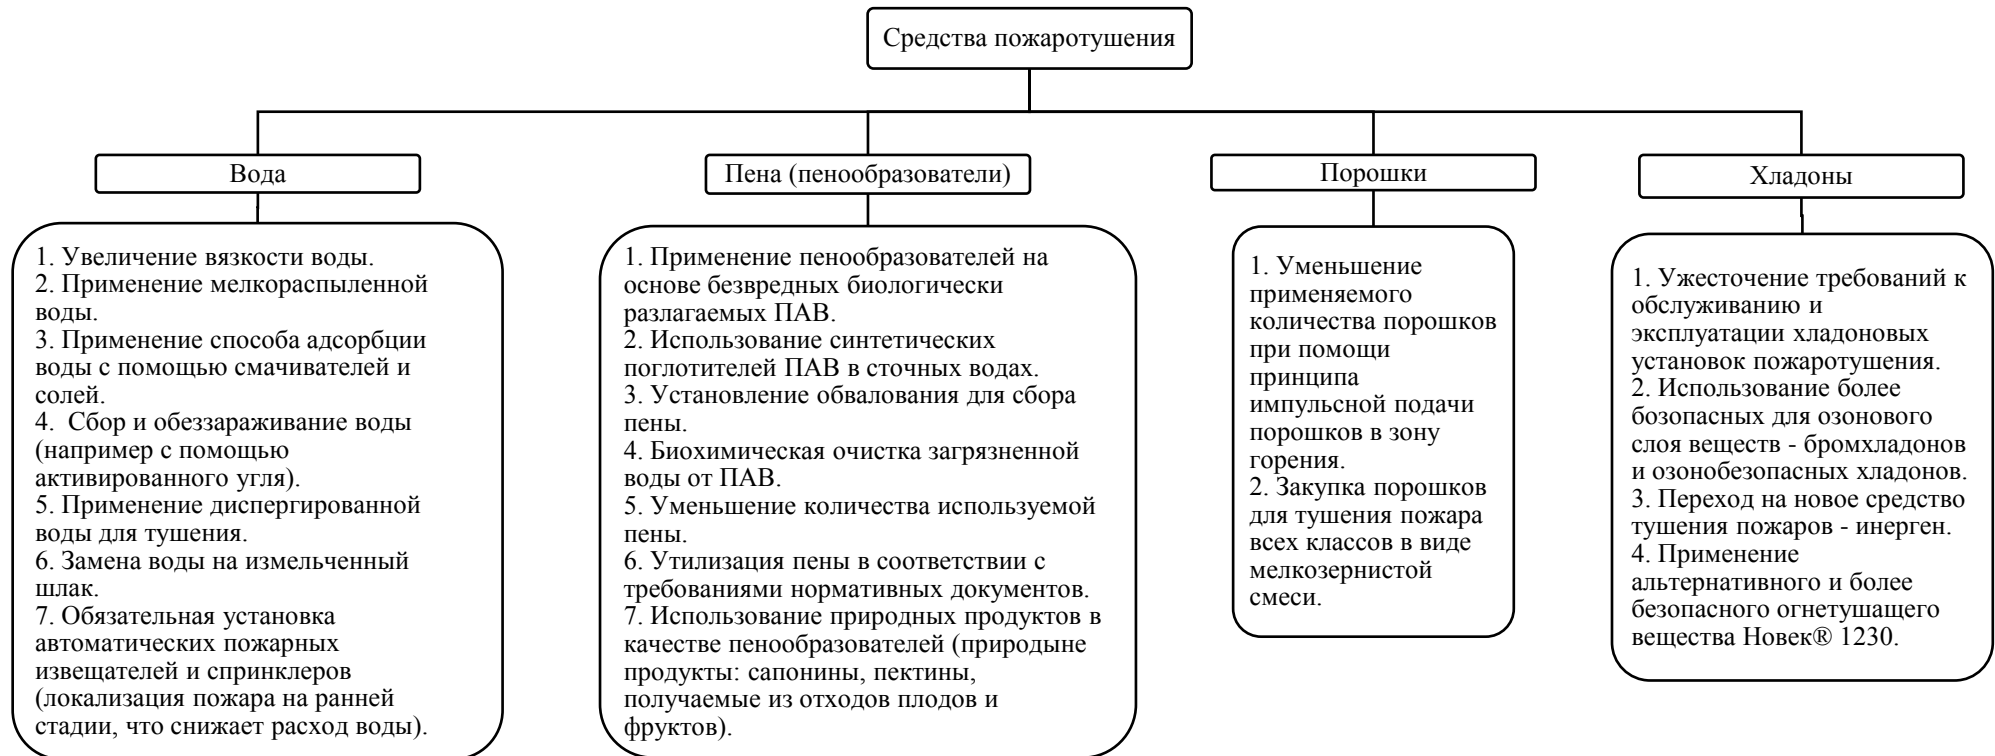 Средства пожаротушения
Вода
1. Увеличение вязкости воды.
2. Применение мелкораспыленной
воды.
3. Применение способа адсорбции
воды с помощью смачивателей и
солей.
4.  Сбор и обеззараживание воды
(например с помощью
активированного угля).
5. Применение диспергированной
воды для тушения.
6. Замена воды на измельченный
шлак.
7. Обязательная установка
автоматических пожарных
извещателей и спринклеров
(локализация пожара на ранней
стадии, что снижает расход воды).
Пена (пенообразователи)
1. Применение пенообразователей на
основе безвредных биологически
разлагаемых ПАВ.
2. Использование синтетических
поглотителей ПАВ в сточных водах.
3. Установление обвалования для сбора
пены.
4. Биохимическая очистка загрязненной
воды от ПАВ.
5. Уменьшение количества используемой
пены.
6. Утилизация пены в соответствии с
требованиями нормативных документов.
7. Использование природных продуктов в
качестве пенообразователей (природыне
продукты: сапонины, пектины,
получаемые из отходов плодов и
фруктов).
Порошки
1. Уменьшение
применяемого
количества порошков
при помощи
принципа
импульсной подачи
порошков в зону
горения.
2. Закупка порошков
для тушения пожара
всех классов в виде
мелкозернистой
смеси.
Хладоны
1. Ужесточение требований к
обслуживанию и
эксплуатации хладоновых
установок пожаротушения.
2. Использование более
бозопасных для озонового
слоя веществ - бромхладонов
и озонобезопасных хладонов.
3. Переход на новое средство
тушения пожаров - инерген.
4. Применение
альтернативного и более
безопасного огнетушащего
вещества Новек® 1230.